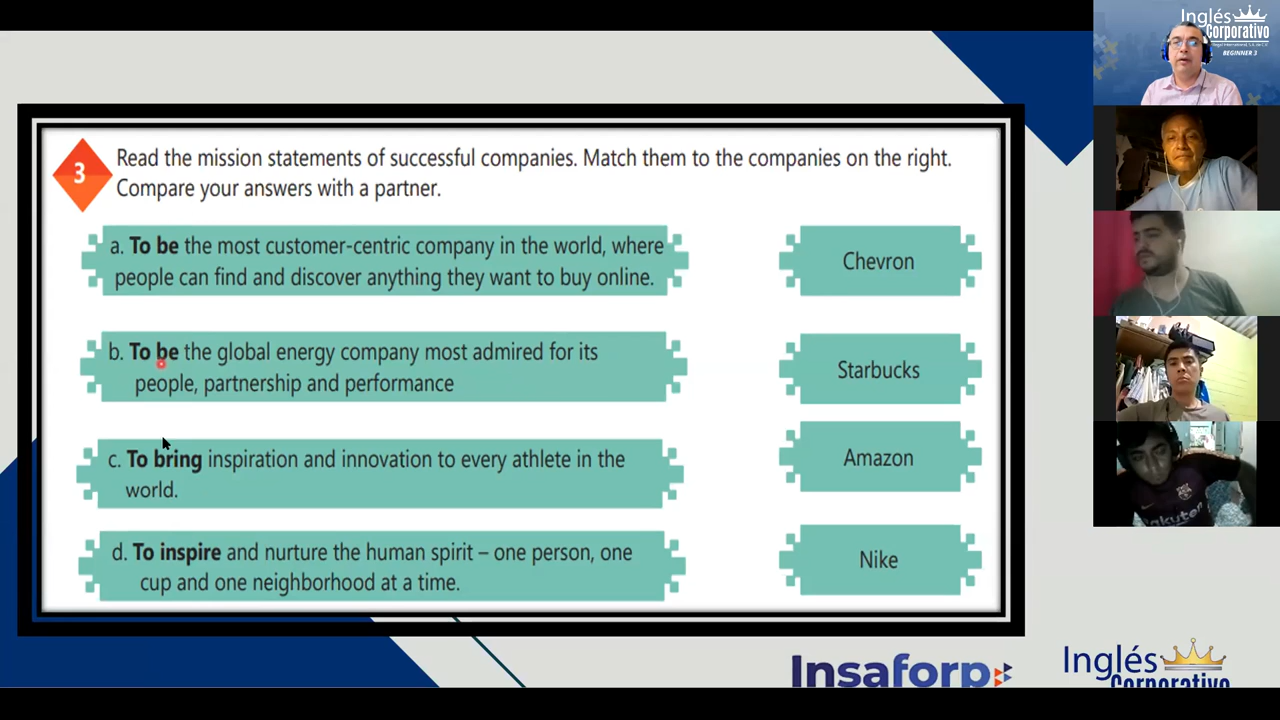 3
Read the mission statements of successful companies. Match them to the companies on the right.
Compare your answers with a partner.
a. To be the most customer-centric company in the world, where
people can find and discover anything they want to buy online.
Chevron
b. To be the global energy company most admired for its
people, partnership and performance
Starbucks
c. To bring inspiration and innovation to every athlete in the
world.
Amazon
d. To inspire and nurture the human spirit – one person, one
cup and one neighborhood at a time.
Nike
Insaforp
Inglés
Corporativo
Inglés
Corporativo
BEGINNER 3